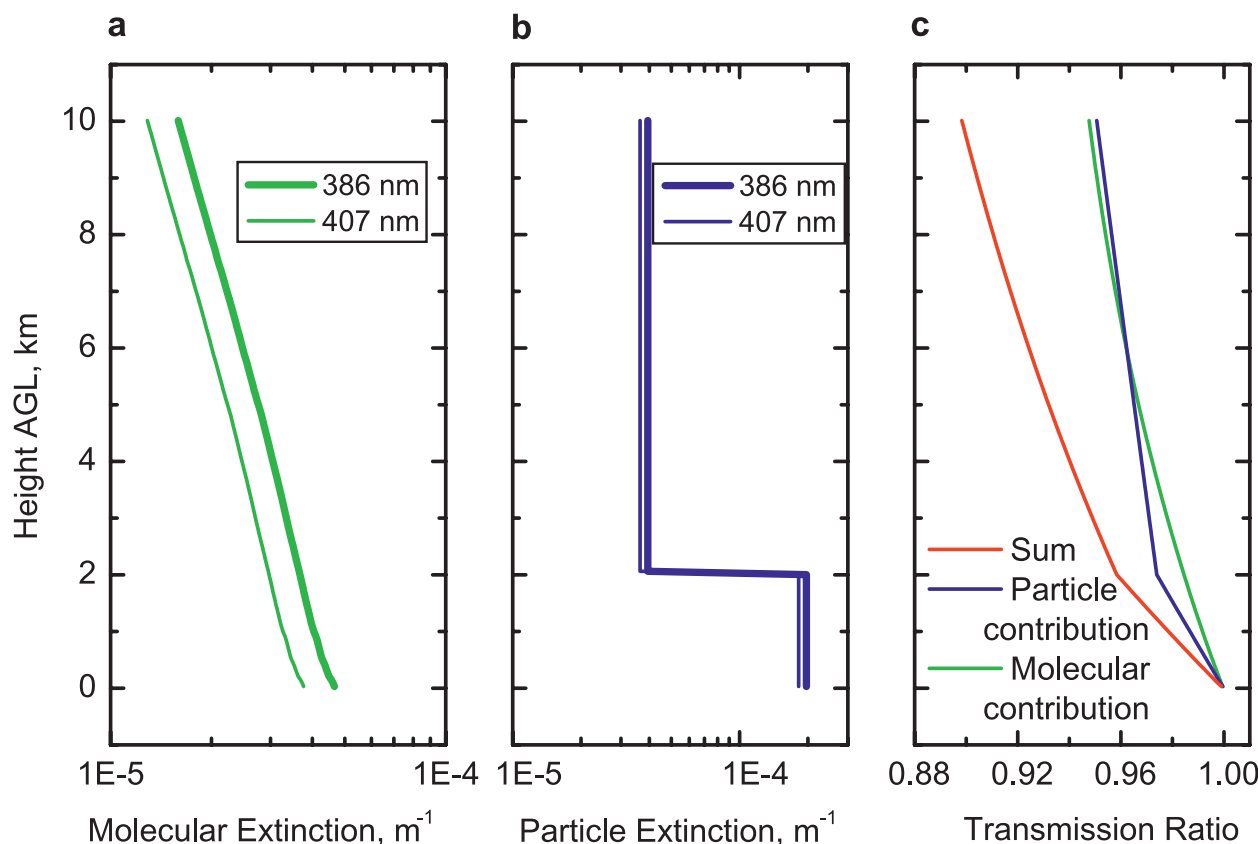 a
b
c
Height AGL, km
10
8
6
4
2
0
386 nm
407 nm
1E-5
1E-4
Molecular Extinction, m-1
386 nm
407 nm
1E-5
1E-4
Particle Extinction, m-1
Sum
Particle
contribution
Molecular
contribution
0.88
0.92
0.96
1.00
Transmission Ratio